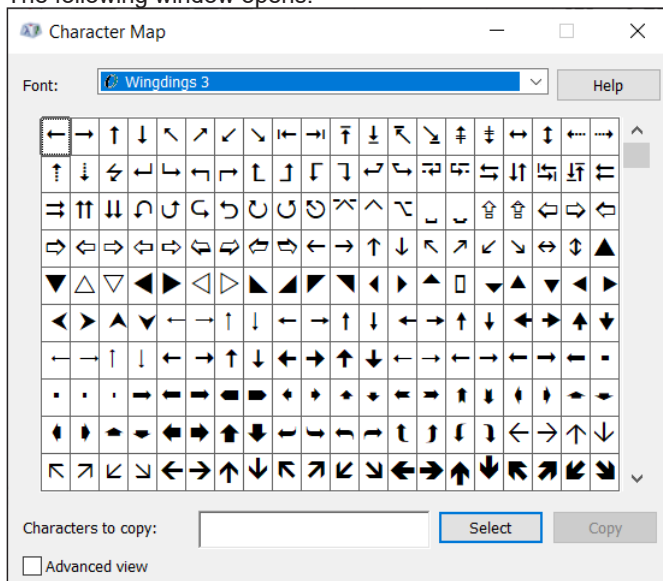 The following window opens:
Character Map
Font:
Wingdings 3
Help
Characters to copy:
Select
Copy
Advanced view